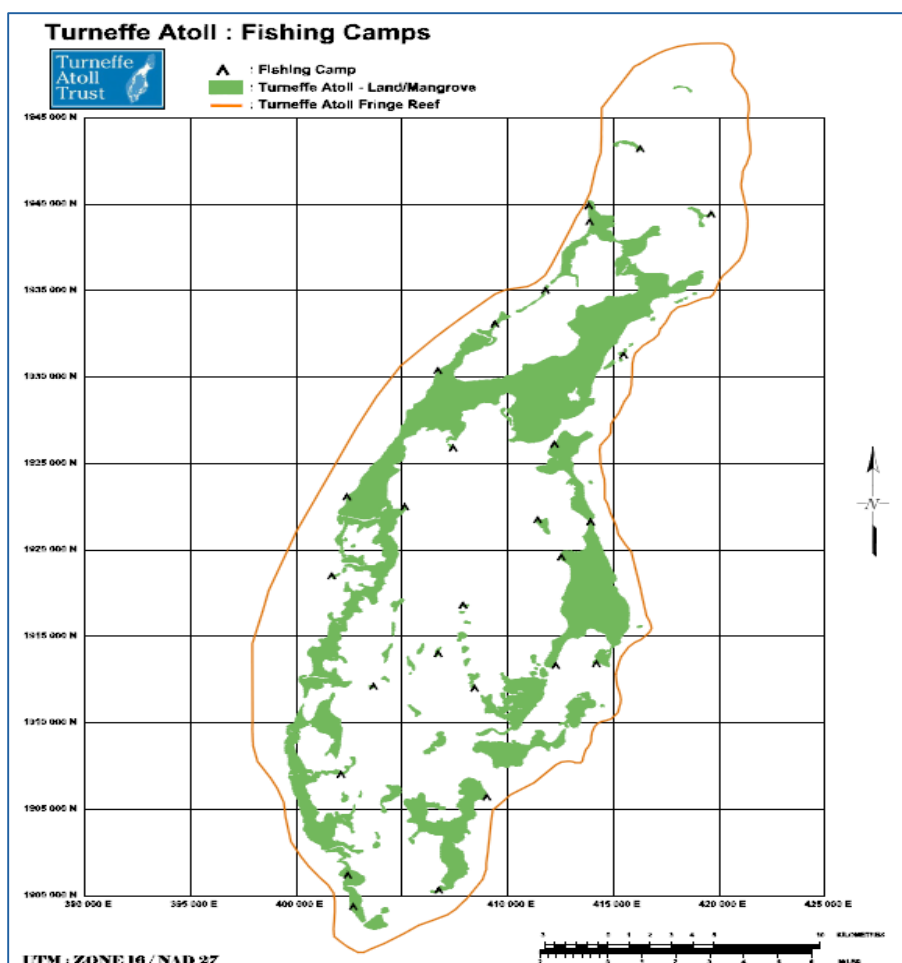 Turneffe Atoll : Fishing Camps
Turneffe
Atoll
Trust
: Fishing Camp
: Turneffe Atoll - Land/Mangrove
: Turneffe Atoll Fringe Reef
1945 000 N
1940 000 N
1935 000 N
1930 000 N
1925 000 N
N
1920 000 N
1915 000 N
1910 000 N
1905 000 N
1900 000 N
390 000 E
395 000 E
400 000 E
405 000 E
410 000 E
415 000 E
420 000 E
425 000 E
KILOMETRES
MILES
UTM : ZONE 16 / NAD 27